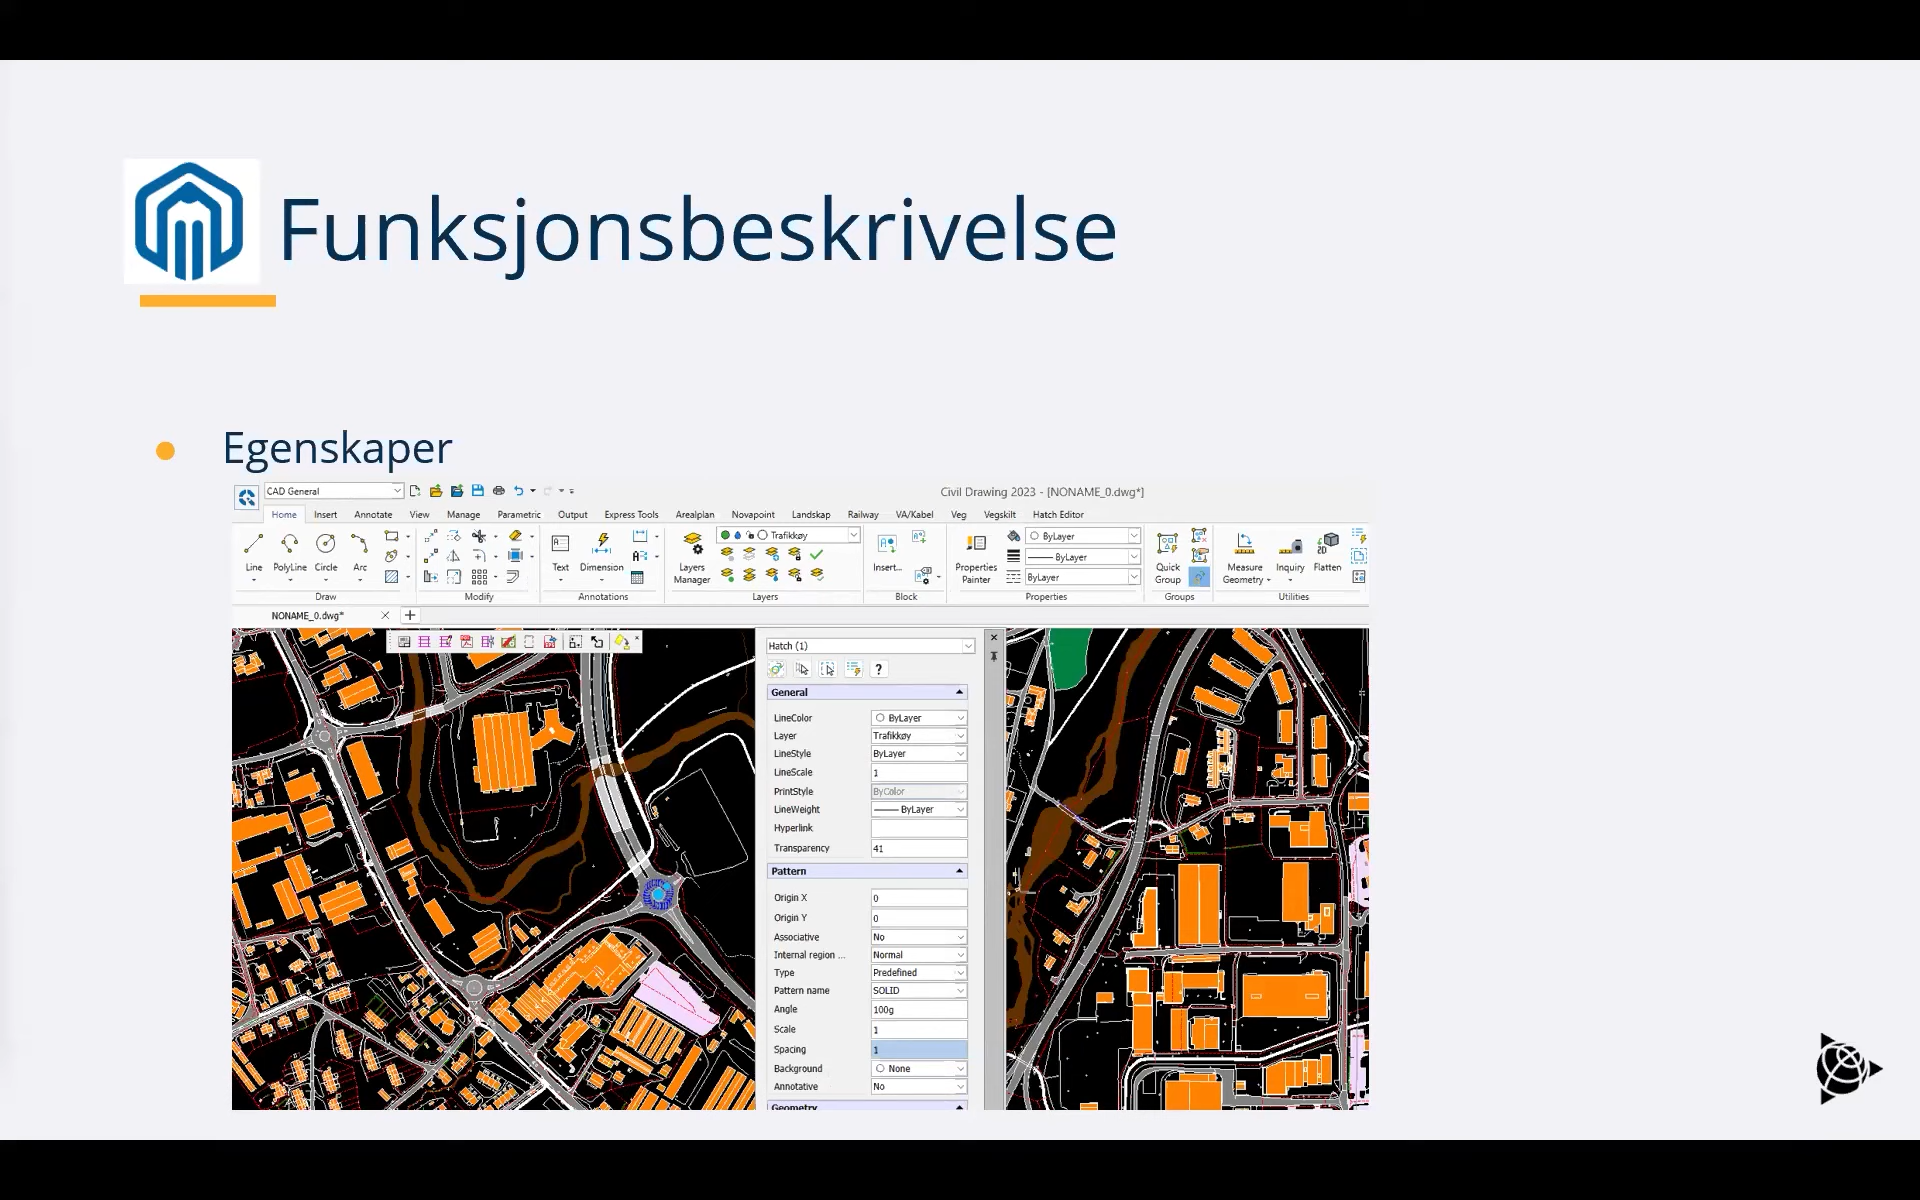 Funksjonsbeskrivelse
Egenskaper
CAD General
Civil Drawing 2023 - [NONAME_0.dwg*]
Home Insert Annotate View Manage Parametric Output Express Tools Arealplan Novapoint Landskap Railway VA/Kabel Veg Vegskilt Hatch Editor
Trafikkøy
ByLayer
ByLayer
ByLayer
Line PolyLine Circle Arc
Text Dimension
Layers Manager
Insert...
Properties Painter
Quick Group
Measure Geometry
Inquiry
2D
Flatten
Draw Modify Annotations Layers Block Properties Groups Utilities
NONAME_0.dwg*
Hatch (1)
?
General
LineColor ByLayer
Layer Trafikkøy
LineStyle ByLayer
LineScale 1
PrintStyle ByColor
LineWeight ByLayer
Hyperlink
Transparency 41
Pattern
Origin X 0
Origin Y 0
Associative No
Internal region ... Normal
Type Predefined
Pattern name SOLID
Angle 100g
Scale 1
Spacing 1
Background None
Annotative No
Geometry